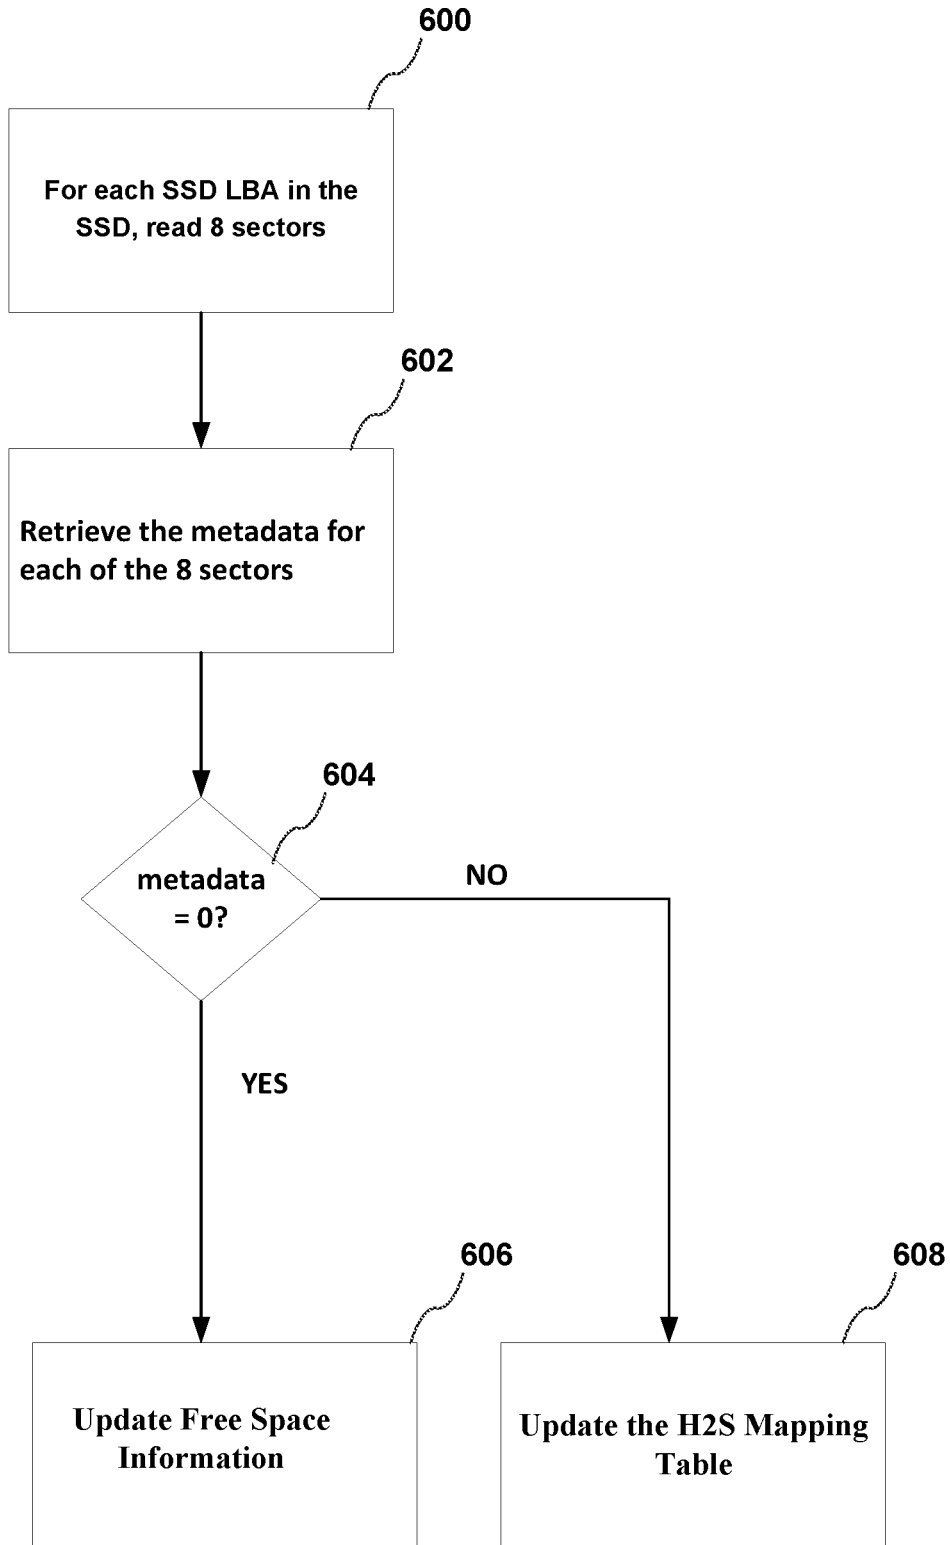 600
For each SSD LBA in the
SSD, read 8 sectors
602
Retrieve the metadata for
each of the 8 sectors
604
metadata
= 0?
NO
YES
606
Update Free Space
Information
608
Update the H2S Mapping
Table